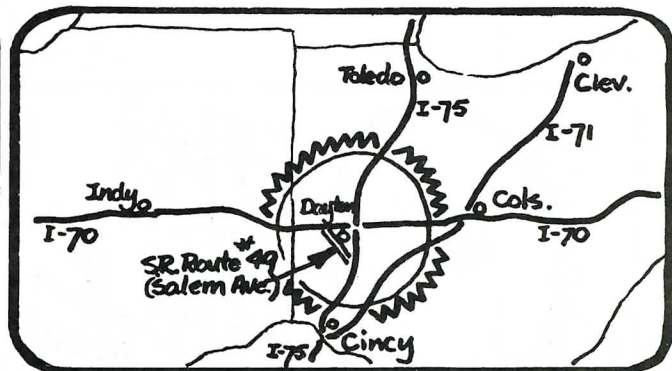 Toledo
Clev.
I-75
I-71
Indy
Dayton
Cols.
I-70
I-70
S.R. Route #49
(Salem Ave.)
Cincy
I-75